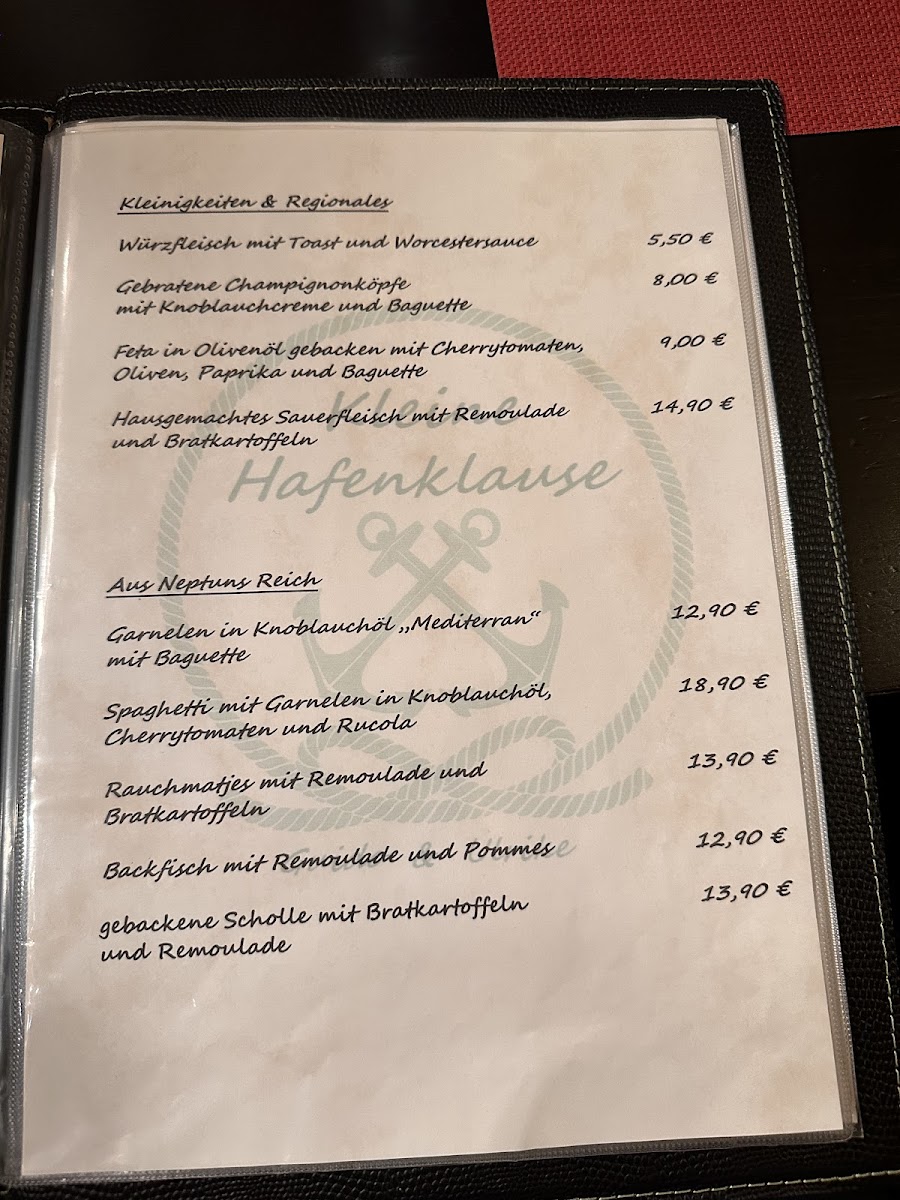 Kleinigkeiten & Regionales
Würzfleisch mit Toast und Worcestersauce 5,50 €
Gebratene Champignonköpfe 8,00 €
mit Knoblauchcreme und Baguette
Feta in Olivenöl gebacken mit Cherrytomaten, 9,00 €
Oliven, Paprika und Baguette
Hausgemachtes Sauerfleisch mit Remoulade 14,90 €
und Bratkartoffeln
Kleine
Hafenklause
Aus Neptuns Reich
Garnelen in Knoblauchöl „Mediterran“ 12,90 €
mit Baguette
Spaghetti mit Garnelen in Knoblauchöl, 18,90 €
Cherrytomaten und Rucola
Rauchmatjes mit Remoulade und 13,90 €
Bratkartoffeln
Backfisch mit Remoulade und Pommes 12,90 €
gebackene Scholle mit Bratkartoffeln 13,90 €
und Remoulade